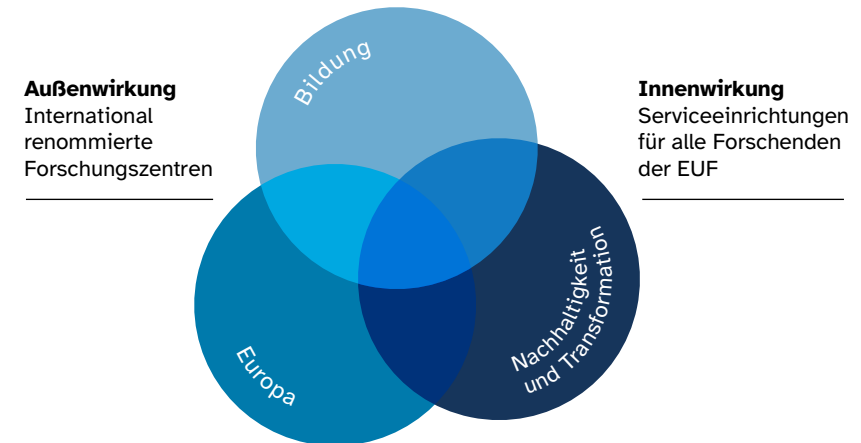 Bildung
Außenwirkung
International
renommierte
Forschungszentren
Innenwirkung
Serviceeinrichtungen
für alle Forschenden
der EUF
Europa
Nachhaltigkeit
und Transformation